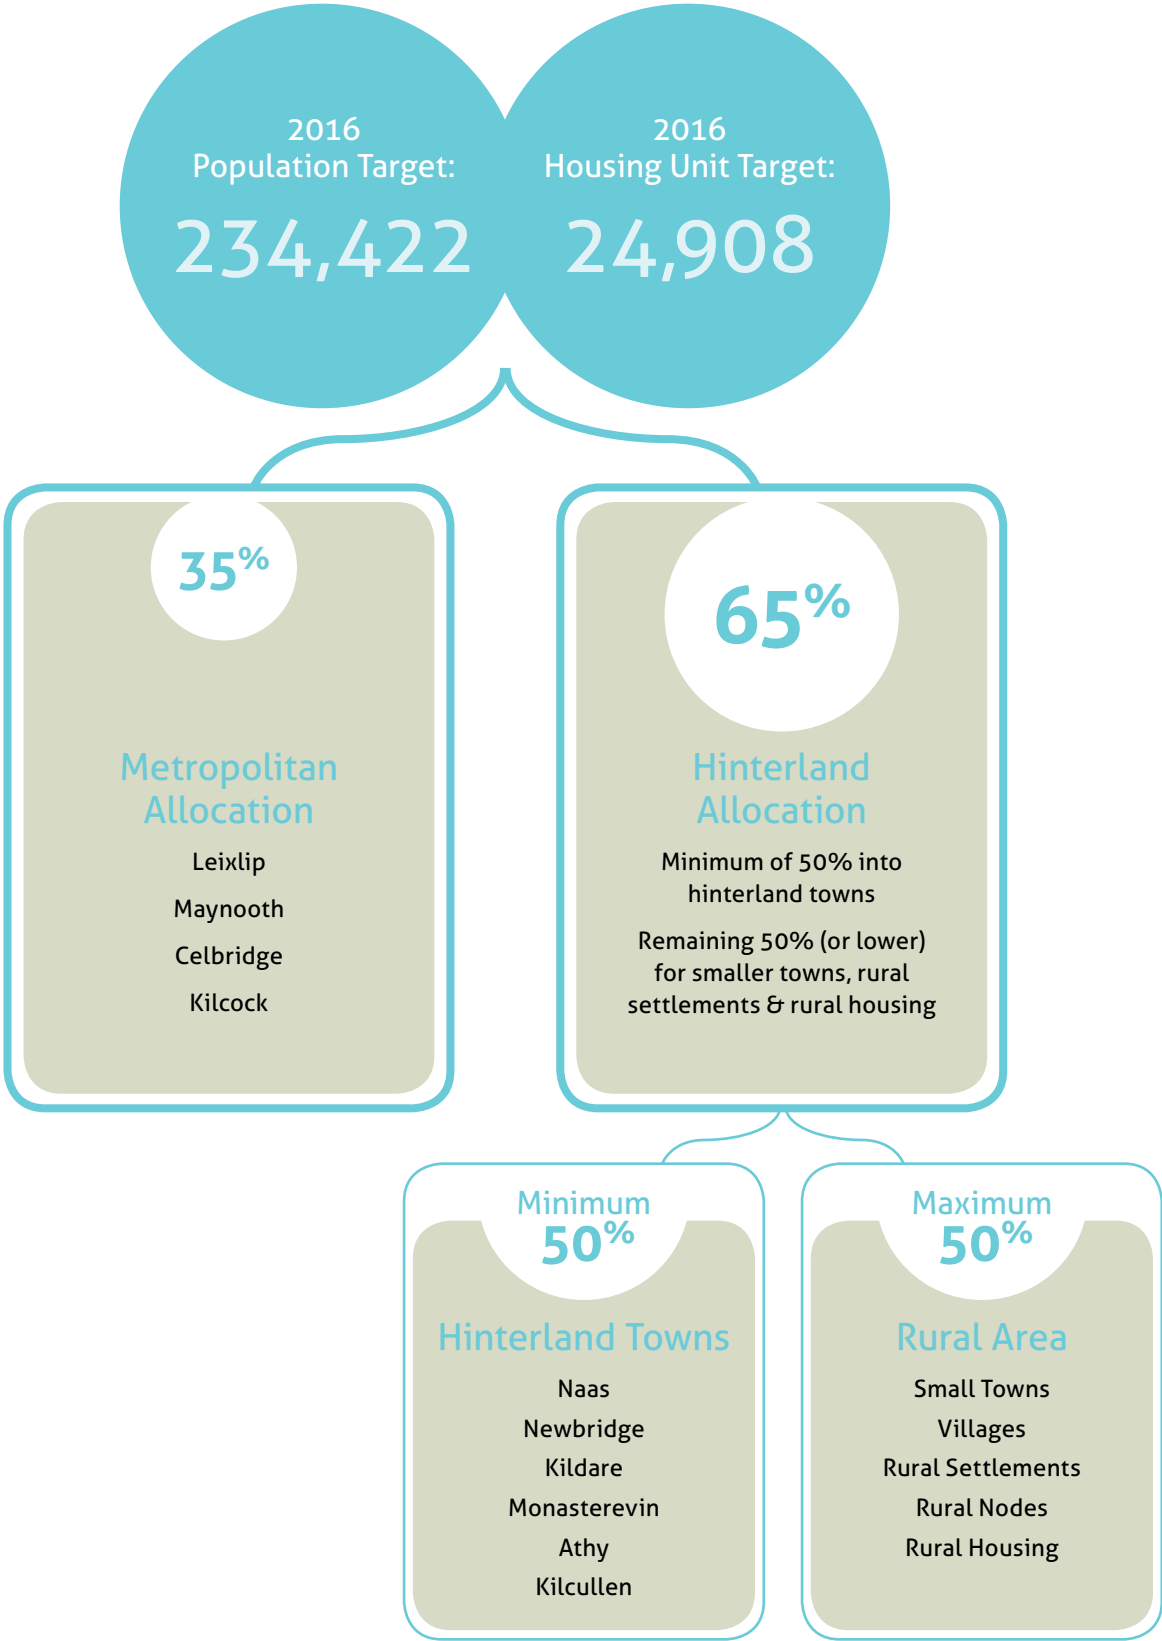 2016
Population Target:
234,422
2016
Housing Unit Target:
24,908
35%
Metropolitan
Allocation
Leixlip
Maynooth
Celbridge
Kilcock
65%
Hinterland
Allocation
Minimum of 50% into
hinterland towns
Remaining 50% (or lower)
for smaller towns, rural
settlements & rural housing
Minimum
50%
Hinterland Towns
Naas
Newbridge
Kildare
Monasterevin
Athy
Kilcullen
Maximum
50%
Rural Area
Small Towns
Villages
Rural Settlements
Rural Nodes
Rural Housing